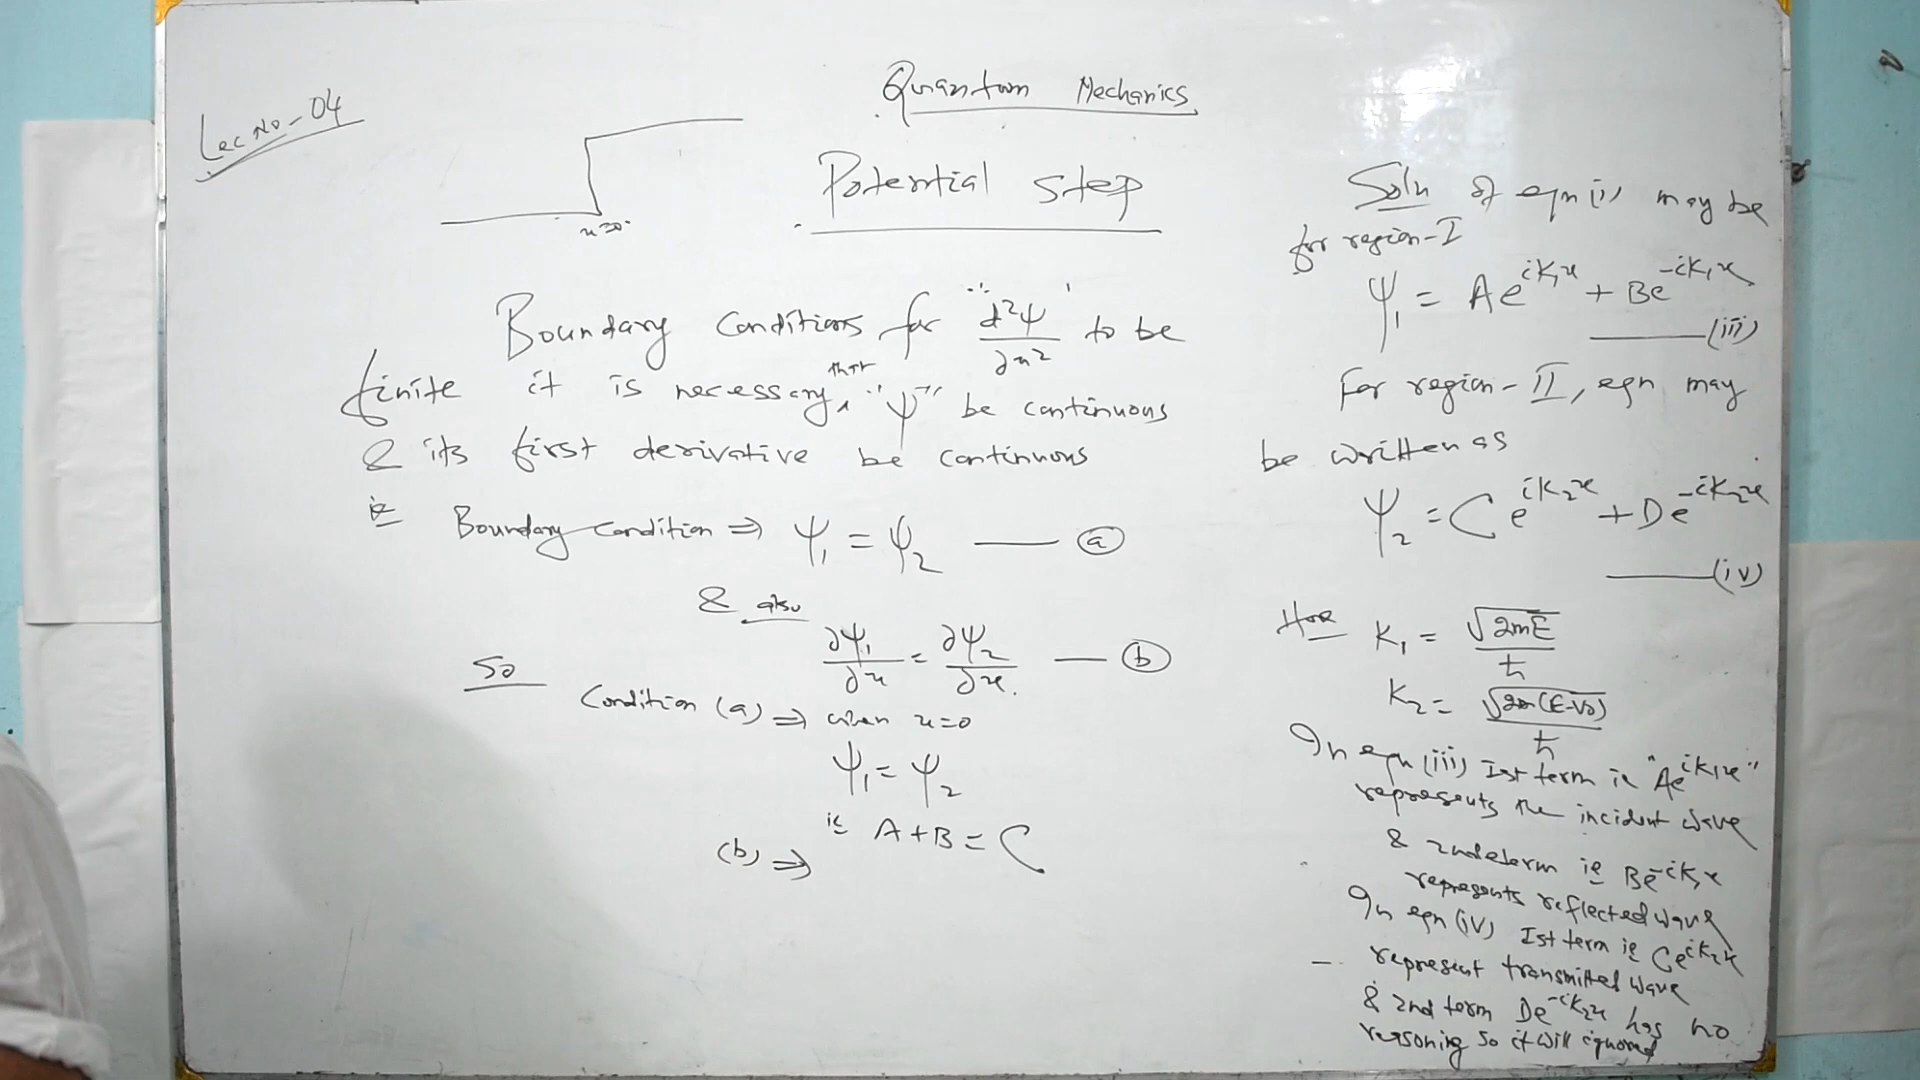 Lec No-04
Quantum Mechanics
Potential step
x=0
Boundary Conditions for "d²ψ/∂x²" to be
finite it is necessary that "ψ" be continuous
& its first derivative be continuous
ie Boundary condition ⇒ ψ₁ = ψ₂ —— (a)
& also
∂ψ₁/∂x = ∂ψ₂/∂x. —— (b)
So
Condition (a) ⇒ when x=0
ψ₁ = ψ₂
ie A+B = C
(b) ⇒
Soln of eqn (i) may be
for region-I
ψ₁ = Ae^{iK₁x} + Be^{-iK₁x}
——(iii)
For region-II, eqn may
be written as
ψ₂ = Ce^{iK₂x} + De^{-iK₂x}
——(iv)
K₁ = √2mE/ħ
K₂ = √2m(E-V₀)/ħ
In eqn (iii) Ist term ie "Ae^{iK₁x}"
represents the incident wave
& 2nd term ie Be^{-iK₁x}
represents reflected wave
In eqn (iv) Ist term ie Ce^{iK₂x}
represent transmitted wave
& 2nd term De^{-iK₂x} has no
reasoning so it will ignored